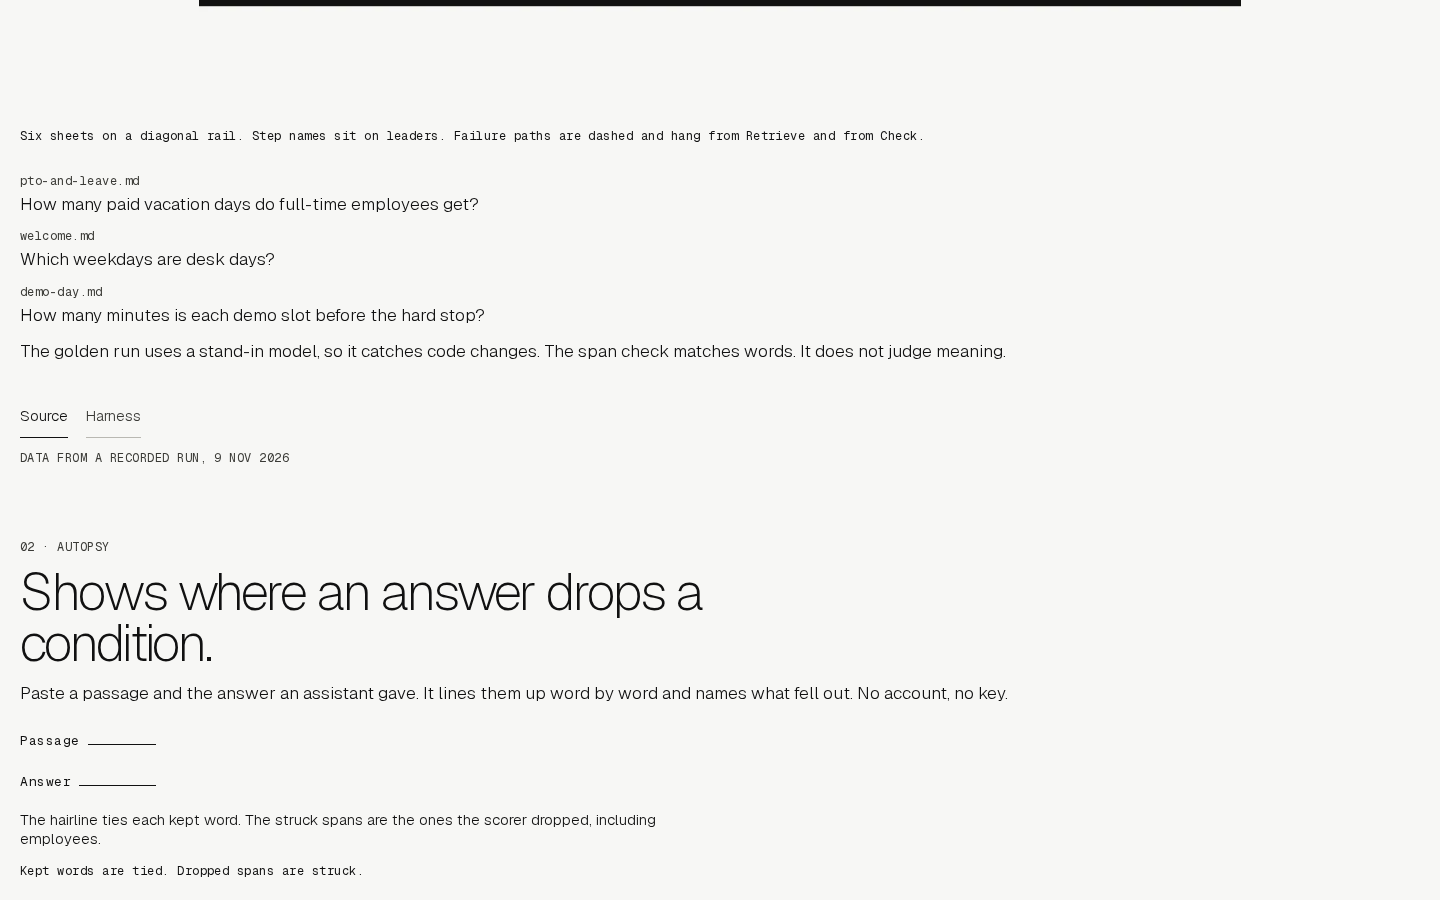 Six sheets on a diagonal rail. Step names sit on leaders. Failure paths are dashed and hang from Retrieve and from Check.
pto-and-leave.md
How many paid vacation days do full-time employees get?
welcome.md
Which weekdays are desk days?
demo-day.md
How many minutes is each demo slot before the hard stop?
The golden run uses a stand-in model, so it catches code changes. The span check matches words. It does not judge meaning.
Source Harness
DATA FROM A RECORDED RUN, 9 NOV 2026
02 · AUTOPSY
Shows where an answer drops a
condition.
Paste a passage and the answer an assistant gave. It lines them up word by word and names what fell out. No account, no key.
Passage
Answer
The hairline ties each kept word. The struck spans are the ones the scorer dropped, including
employees.
Kept words are tied. Dropped spans are struck.